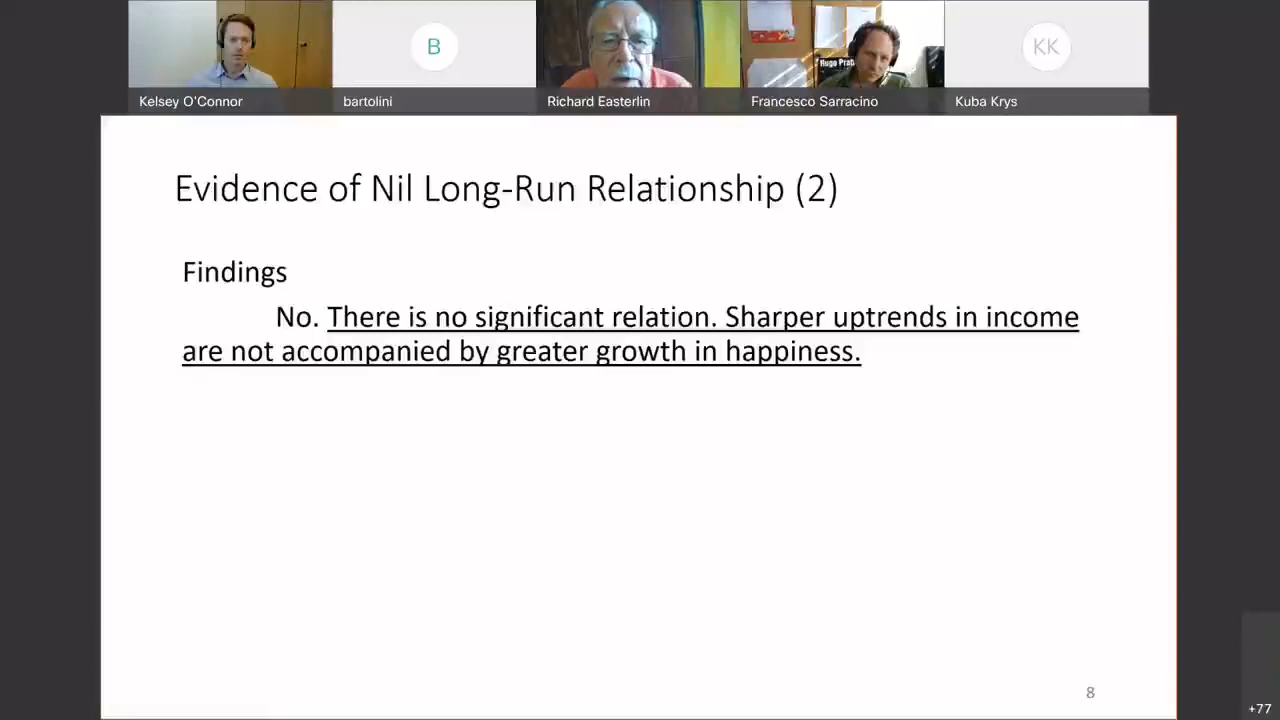 B
KK
Hugo Prat
Kelsey O'Connor
bartolini
Richard Easterlin
Francesco Sarracino
Kuba Krys
Evidence of Nil Long-Run Relationship (2)
Findings
No. There is no significant relation. Sharper uptrends in income
are not accompanied by greater growth in happiness.
8
+77